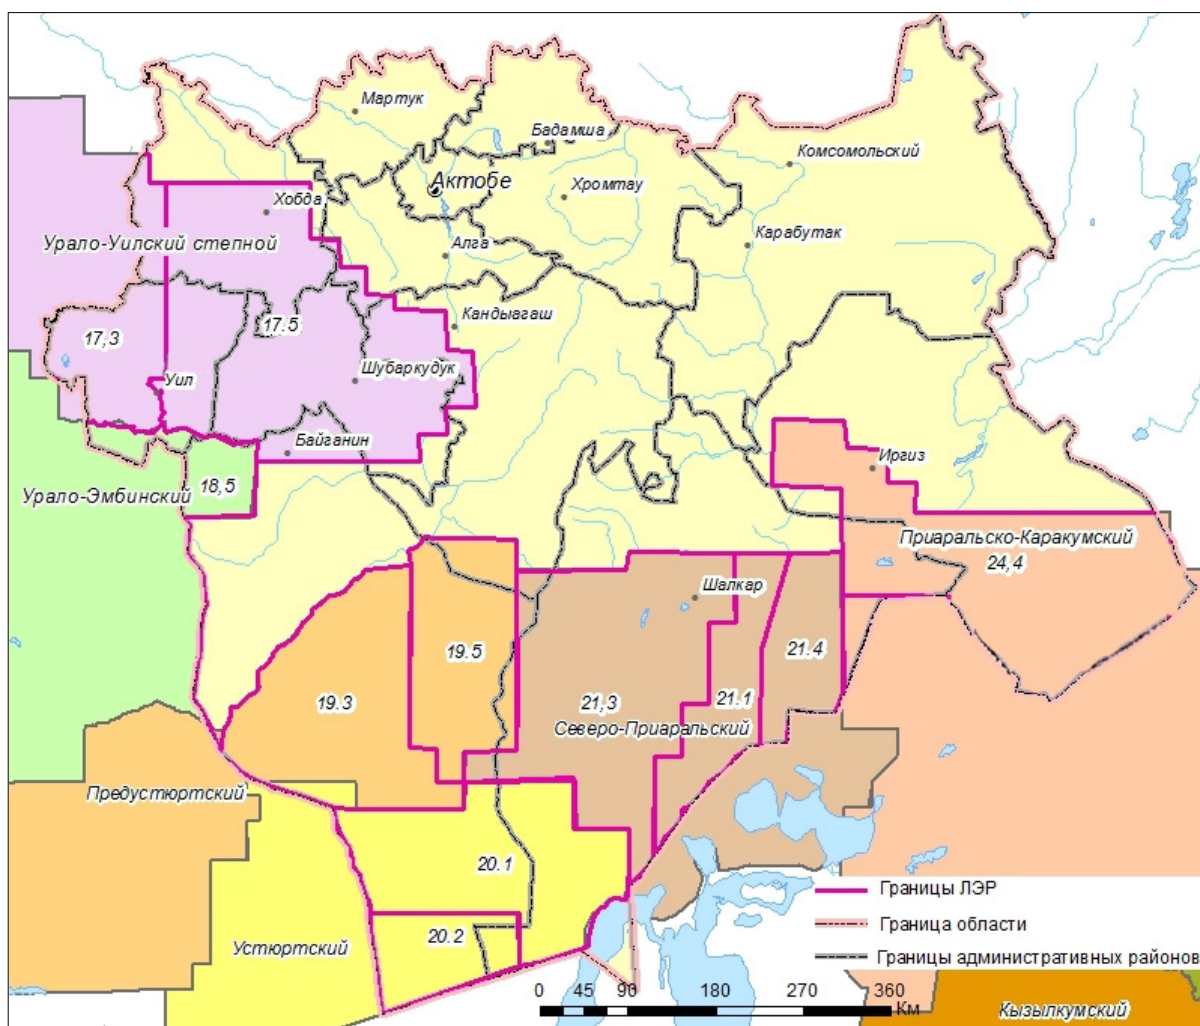 Мартук
Бадамша
Комсомольский
Актобе
Хромтау
Хобда
Урало-Уилский степной
Алга
Карабутак
Кандыагаш
17,3
17.5
Уил
Шубаркудук
Байганин
Иргиз
Урало-Эмбинский
18,5
Приаральско-Каракумский
24,4
Шалкар
19.5
21.4
19.3
21,3
21.1
Северо-Приаральский
Предустюртский
20.1
Границы ЛЭР
Граница области
Устюртский
20.2
Границы административных районов
0 45 90 180 270 360
Км
Кызылкумский